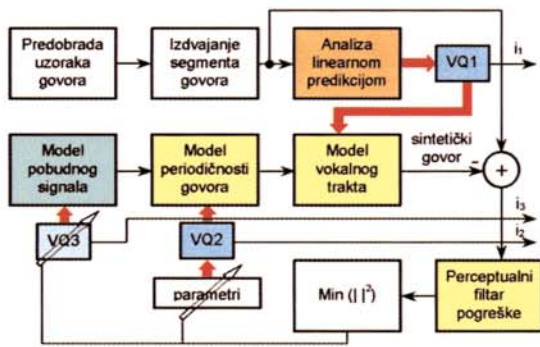 Predobrada
uzoraka
govora
Izdvajanje
segmenta
govora
Analiza
linearnom
predikcijom
VQ1
i₁
Model
pobudnog
signala
Model
periodičnosti
govora
Model
vokalnog
trakta
sintetički
govor
-
+
i₃
i₂
VQ3
VQ2
parametri
Min (| |²)
Perceptualni
filtar
pogreške